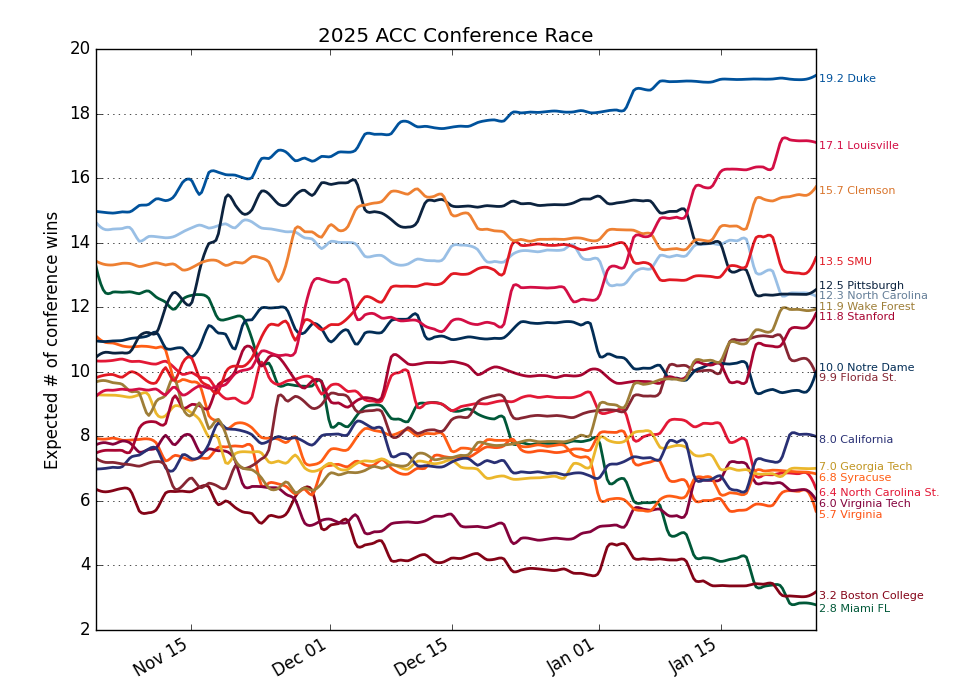 2025 ACC Conference Race
Expected # of conference wins
20
18
16
14
12
10
8
6
4
2
Nov 15
Dec 01
Dec 15
Jan 01
Jan 15
19.2 Duke
17.1 Louisville
15.7 Clemson
13.5 SMU
12.5 Pittsburgh
12.3 North Carolina
11.9 Wake Forest
11.8 Stanford
10.0 Notre Dame
9.9 Florida St.
8.0 California
7.0 Georgia Tech
6.8 Syracuse
6.4 North Carolina St.
6.0 Virginia Tech
5.7 Virginia
3.2 Boston College
2.8 Miami FL